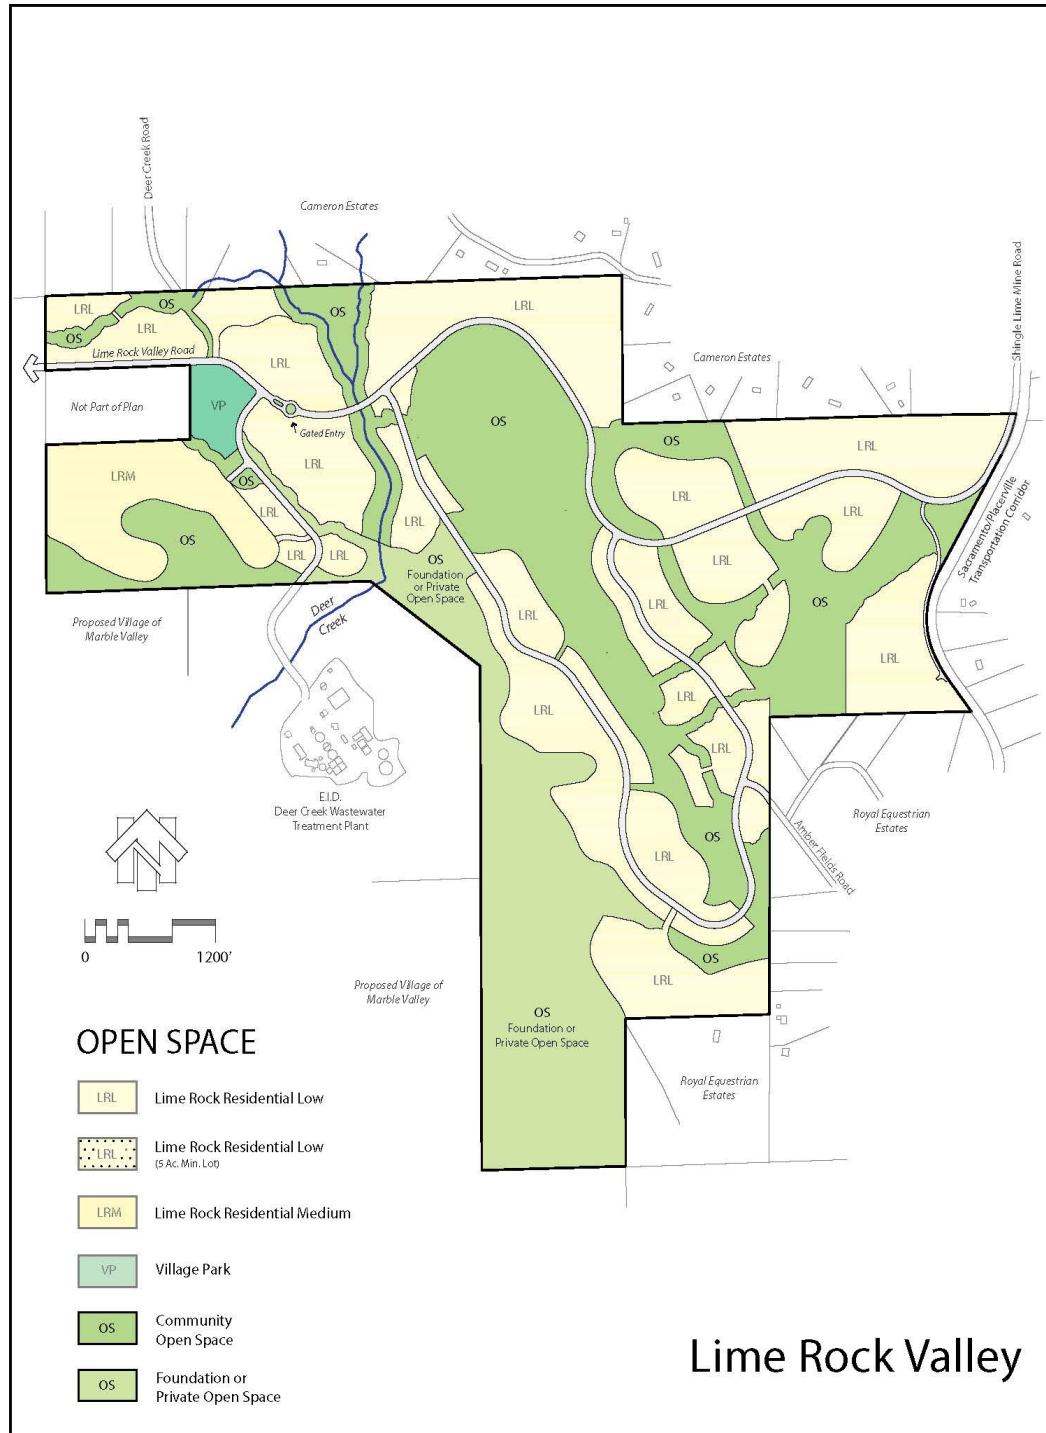 Deer Creek Road
Cameron Estates
Shingle Lime Mine Road
LRL
OS
LRL
OS
LRL
OS
LRL
Lime Rock Valley Road
LRL
Cameron Estates
Not Part of Plan
VP
Gated Entry
OS
OS
LRL
LRM
LRL
OS
LRL
LRL
LRL
LRL
Sacramento/Placerville
Transportation Corridor
OS
LRL
LRL
LRL
OS
Foundation
or Private
Open Space
LRL
LRL
LRL
OS
Deer
Creek
Proposed Village of
Marble Valley
LRL
LRL
LRL
LRL
E.I.D.
Deer Creek Wastewater
Treatment Plant
Royal Equestrian
Estates
Amber Fields Road
OS
LRL
0
1200'
OS
LRL
Proposed Village of
Marble Valley
OS
Foundation or
Private Open Space
Royal Equestrian
Estates
OPEN SPACE
LRL
Lime Rock Residential Low
LRL
Lime Rock Residential Low
(5 Ac. Min. Lot)
LRM
Lime Rock Residential Medium
VP
Village Park
OS
Community
Open Space
OS
Foundation or
Private Open Space
Lime Rock Valley